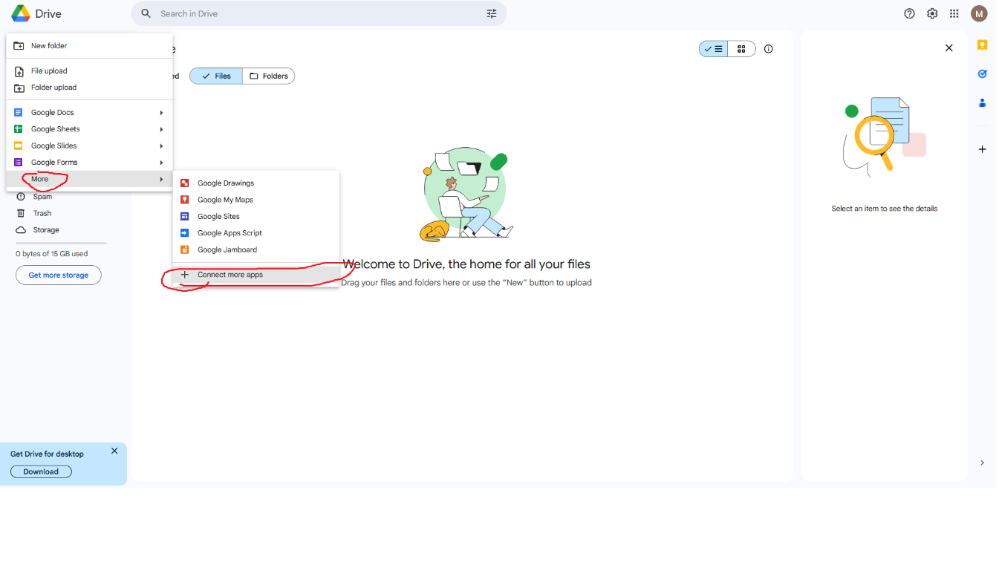 Drive
Search in Drive
M
New folder
e
File upload
ed
Files
Folders
Folder upload
Google Docs
Google Sheets
Google Slides
Google Forms
More
Google Drawings
Spam
Google My Maps
Trash
Google Sites
Storage
Google Apps Script
0 bytes of 15 GB used
Google Jamboard
Get more storage
Connect more apps
Welcome to Drive, the home for all your files
Drag your files and folders here or use the “New” button to upload
Select an item to see the details
Get Drive for desktop
Download